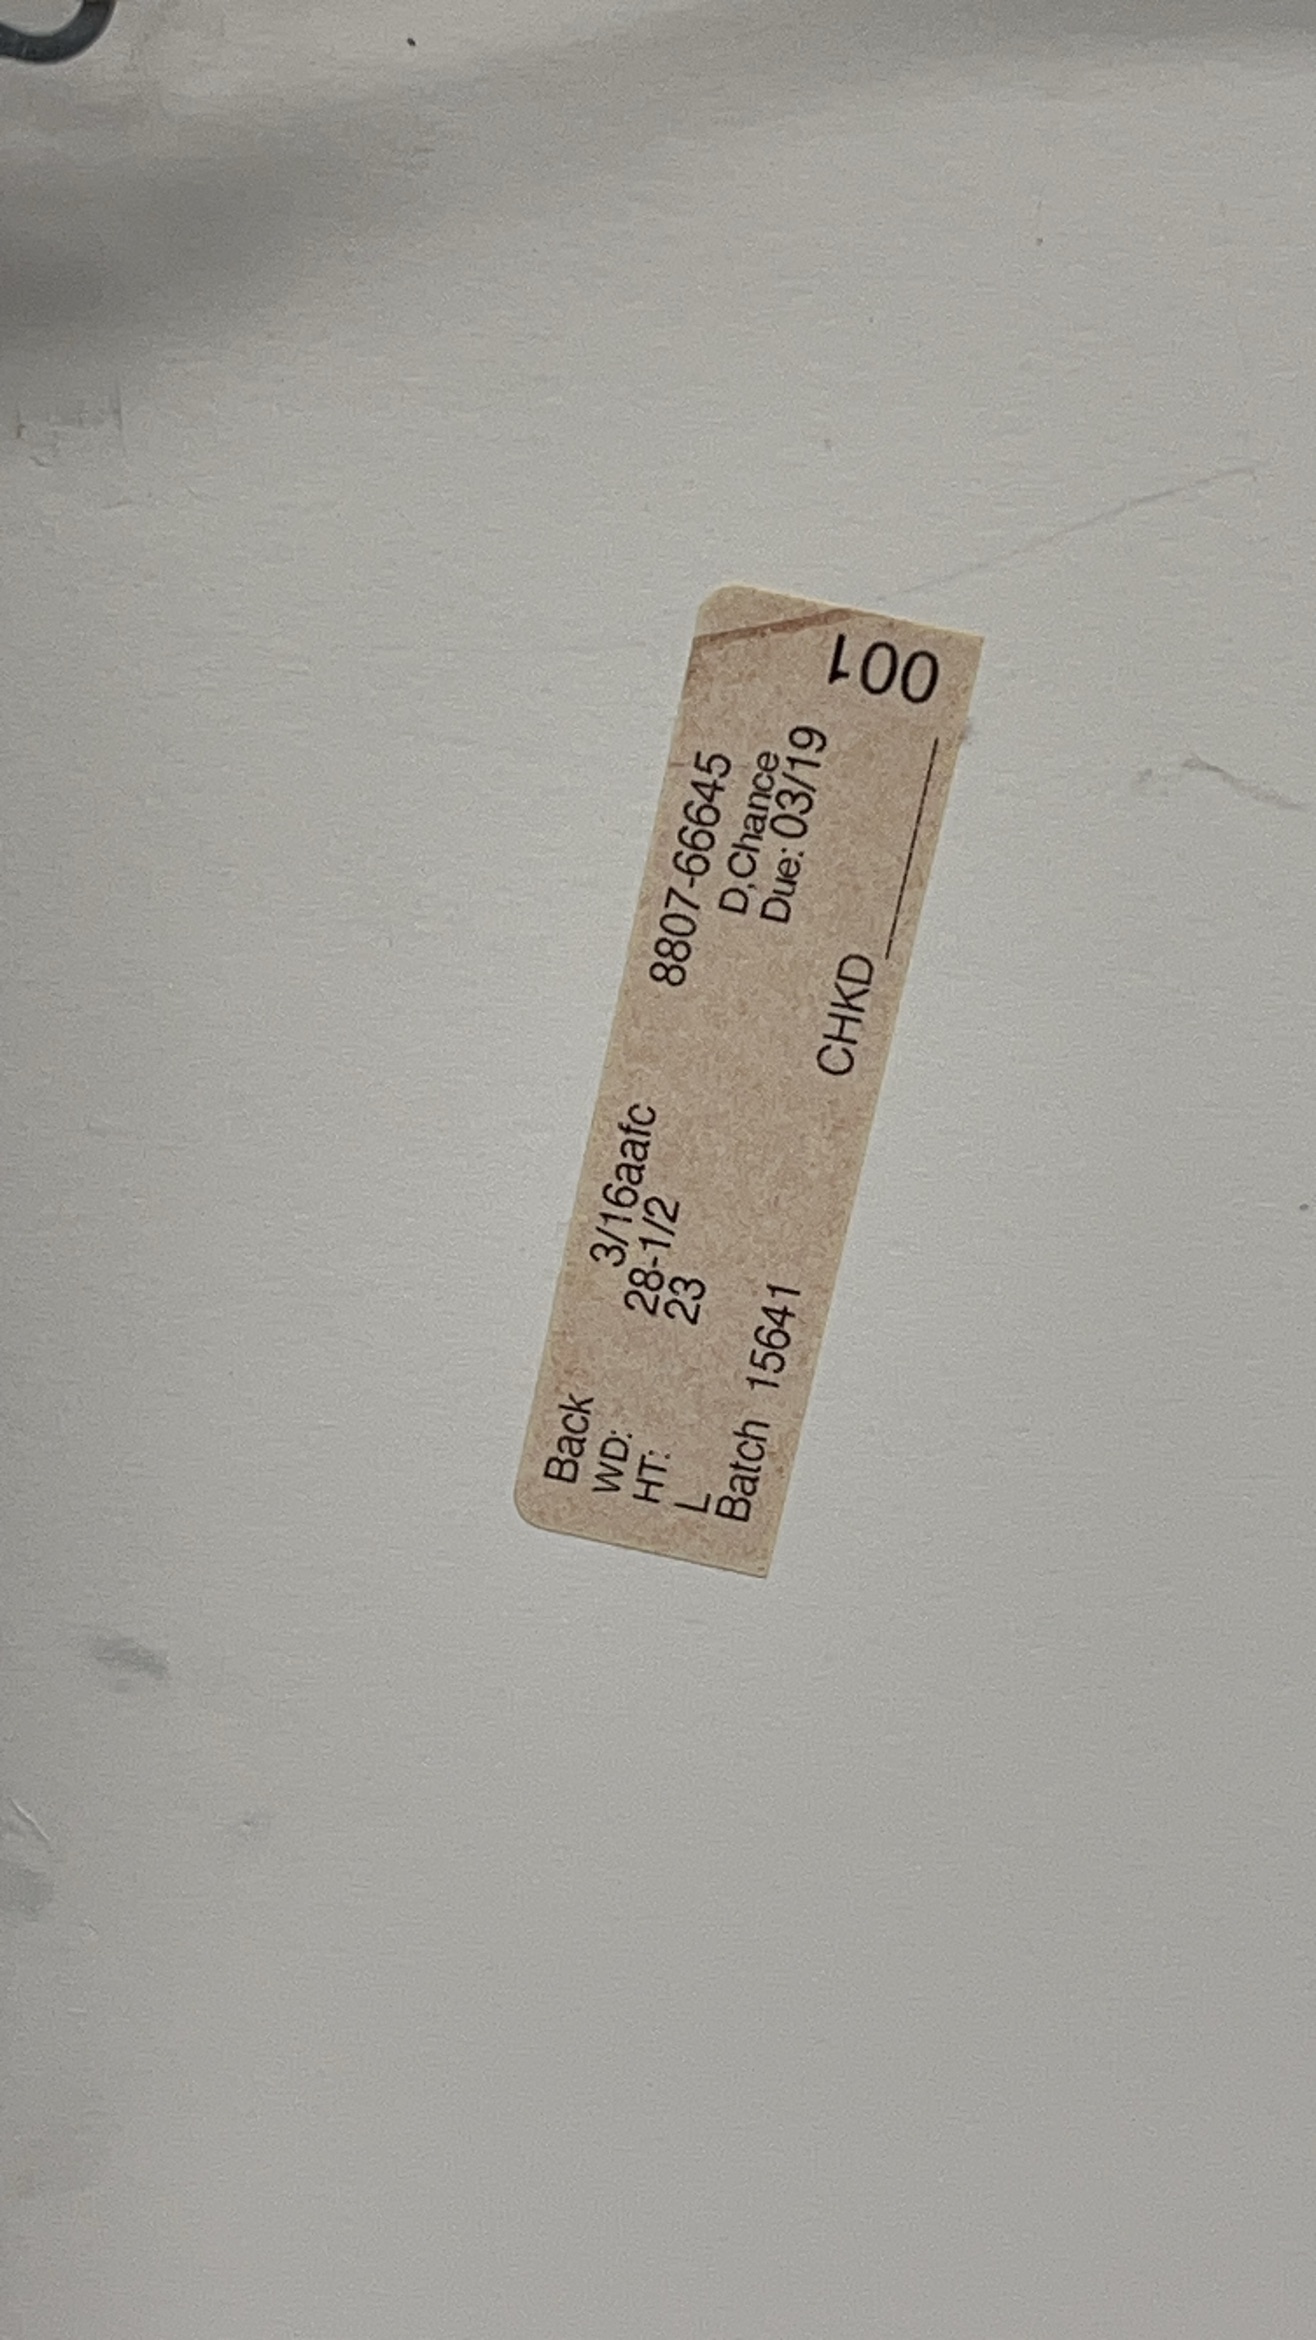 Back 3/16aafc 8807-66645
WD: 28-1/2 D,Chance
HT: 23 Due: 03/19
L
Batch 15641 CHKD ______
001